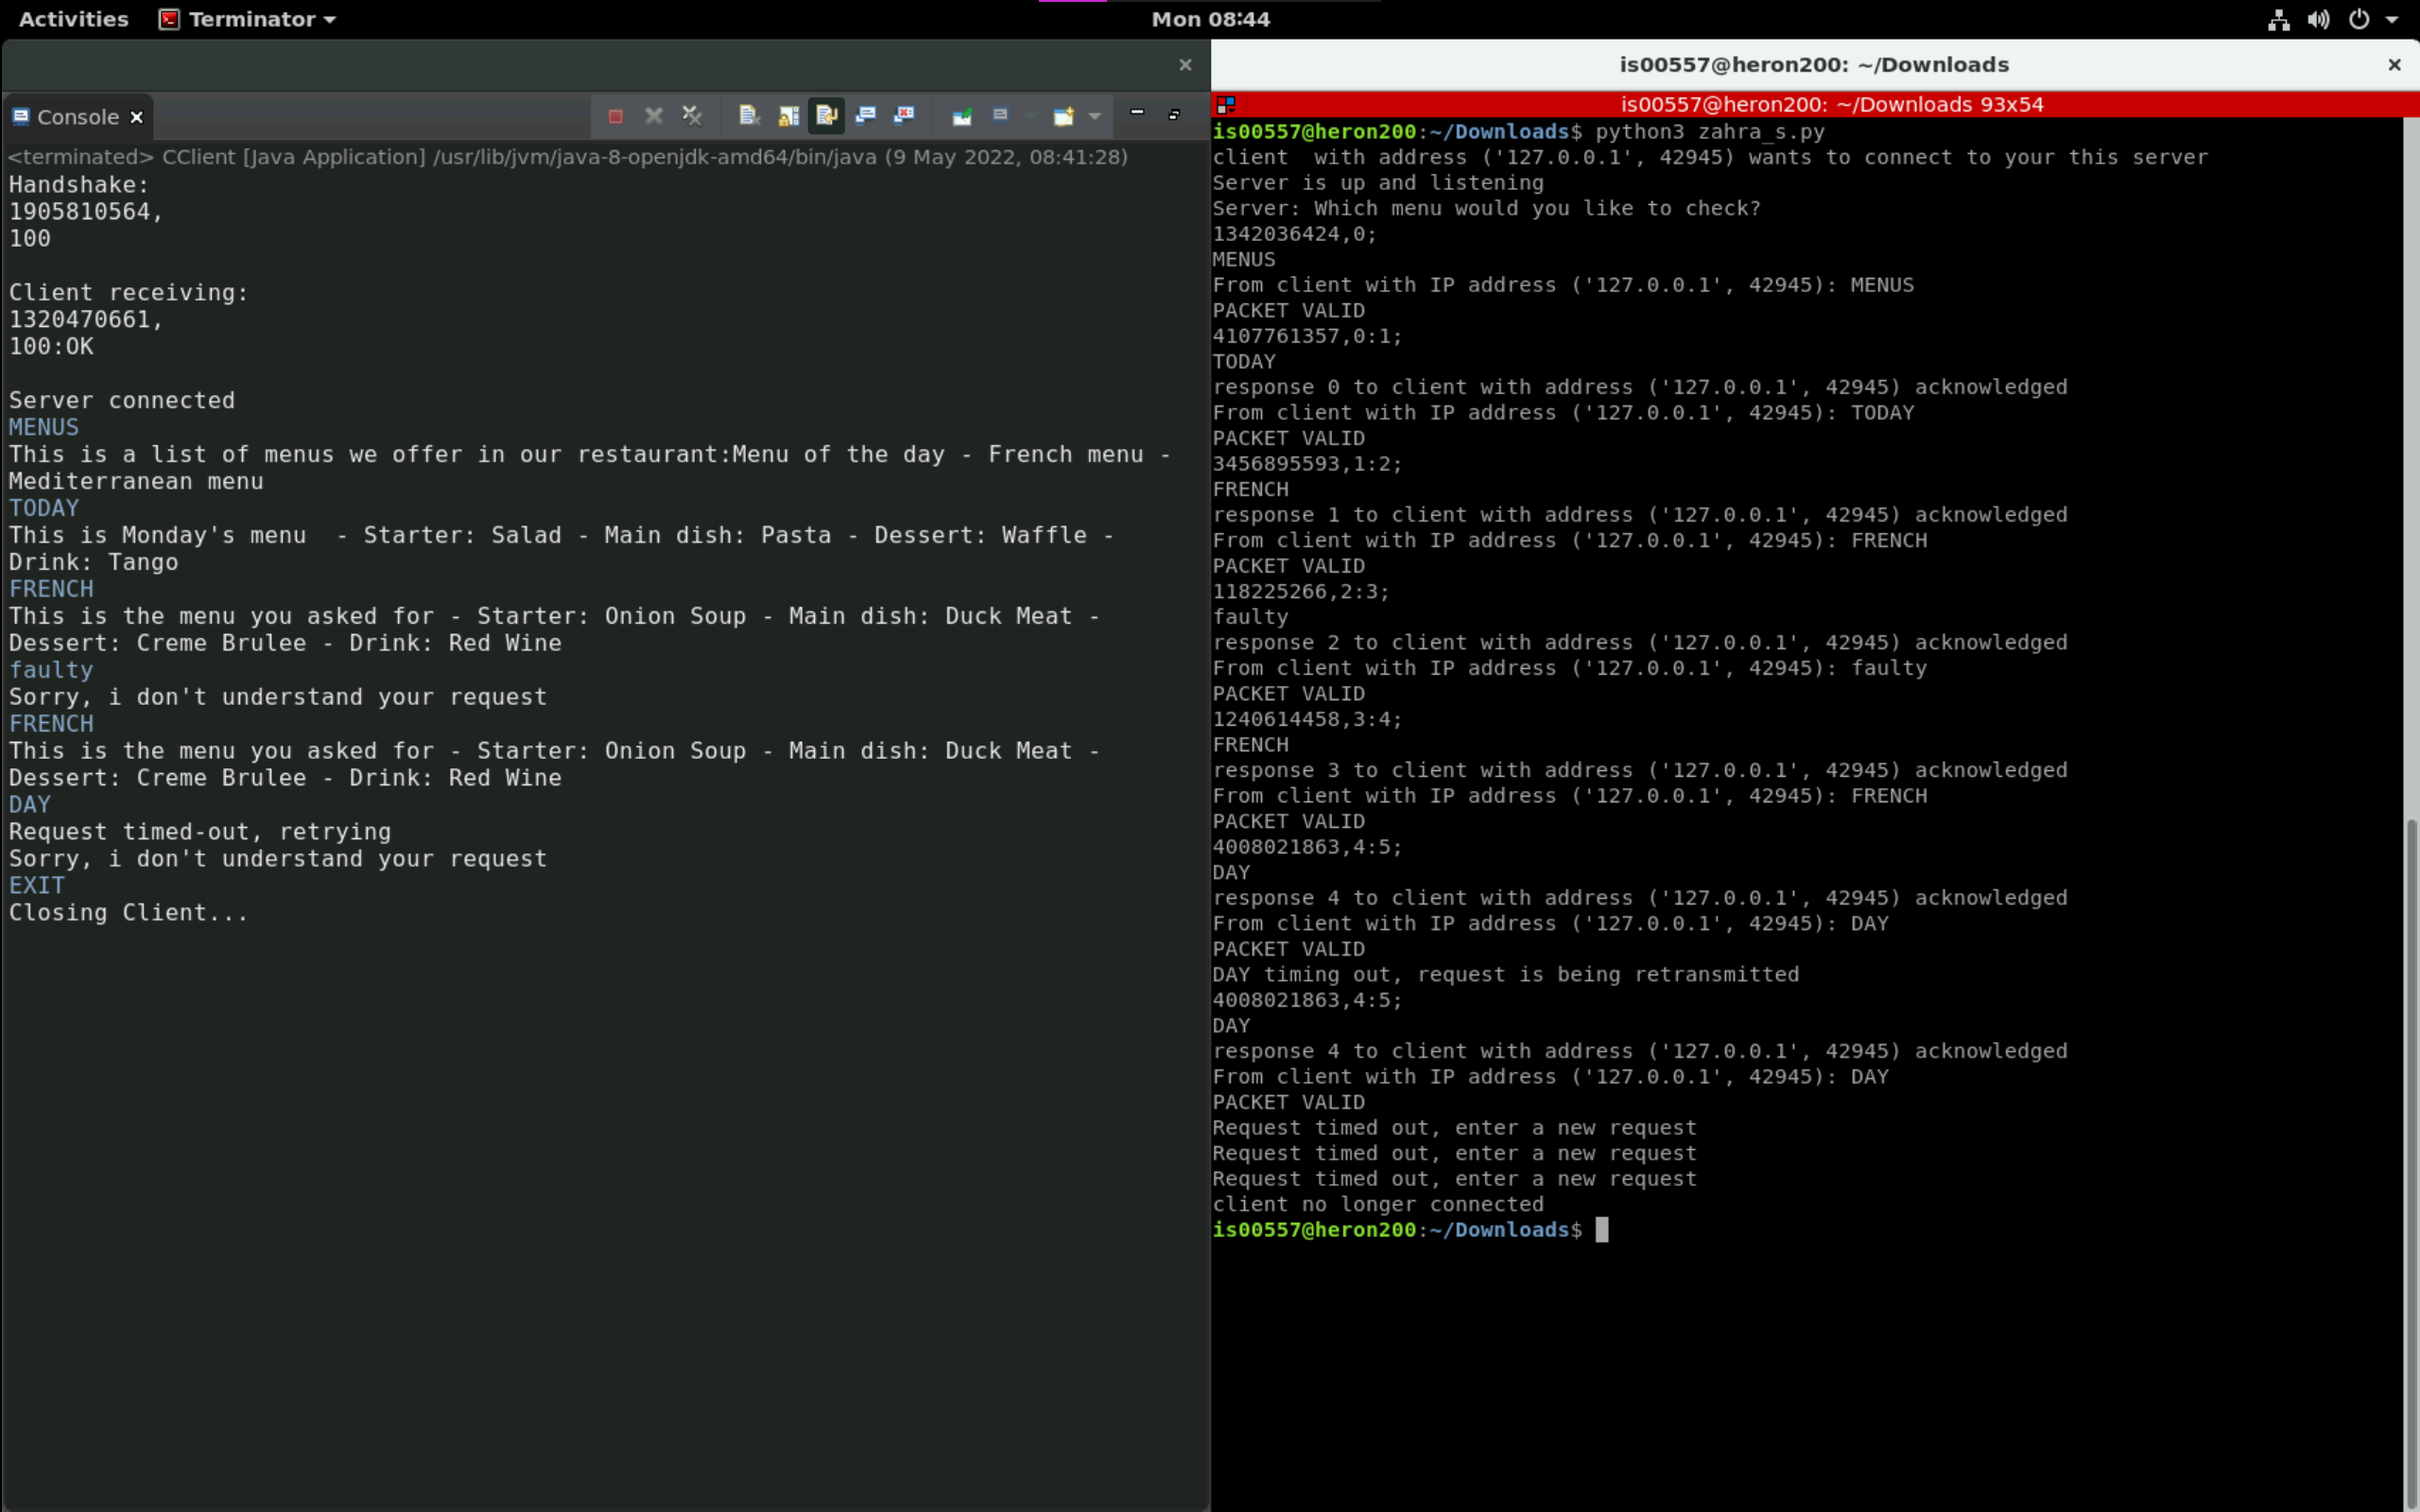 Activities Terminator Mon 08:44
Console
<terminated> CClient [Java Application] /usr/lib/jvm/java-8-openjdk-amd64/bin/java (9 May 2022, 08:41:28)
Handshake:
1905810564,
100
Client receiving:
1320470661,
100:OK
Server connected
MENUS
This is a list of menus we offer in our restaurant:Menu of the day - French menu -
Mediterranean menu
TODAY
This is Monday's menu  - Starter: Salad - Main dish: Pasta - Dessert: Waffle -
Drink: Tango
FRENCH
This is the menu you asked for - Starter: Onion Soup - Main dish: Duck Meat -
Dessert: Creme Brulee - Drink: Red Wine
faulty
Sorry, i don't understand your request
FRENCH
This is the menu you asked for - Starter: Onion Soup - Main dish: Duck Meat -
Dessert: Creme Brulee - Drink: Red Wine
DAY
Request timed-out, retrying
Sorry, i don't understand your request
EXIT
Closing Client...
is00557@heron200: ~/Downloads
is00557@heron200: ~/Downloads 93x54
is00557@heron200:~/Downloads$ python3 zahra_s.py
client  with address ('127.0.0.1', 42945) wants to connect to your this server
Server is up and listening
Server: Which menu would you like to check?
1342036424,0;
MENUS
From client with IP address ('127.0.0.1', 42945): MENUS
PACKET VALID
4107761357,0:1;
TODAY
response 0 to client with address ('127.0.0.1', 42945) acknowledged
From client with IP address ('127.0.0.1', 42945): TODAY
PACKET VALID
3456895593,1:2;
FRENCH
response 1 to client with address ('127.0.0.1', 42945) acknowledged
From client with IP address ('127.0.0.1', 42945): FRENCH
PACKET VALID
118225266,2:3;
faulty
response 2 to client with address ('127.0.0.1', 42945) acknowledged
From client with IP address ('127.0.0.1', 42945): faulty
PACKET VALID
1240614458,3:4;
FRENCH
response 3 to client with address ('127.0.0.1', 42945) acknowledged
From client with IP address ('127.0.0.1', 42945): FRENCH
PACKET VALID
4008021863,4:5;
DAY
response 4 to client with address ('127.0.0.1', 42945) acknowledged
From client with IP address ('127.0.0.1', 42945): DAY
PACKET VALID
DAY timing out, request is being retransmitted
4008021863,4:5;
DAY
response 4 to client with address ('127.0.0.1', 42945) acknowledged
From client with IP address ('127.0.0.1', 42945): DAY
PACKET VALID
Request timed out, enter a new request
Request timed out, enter a new request
Request timed out, enter a new request
client no longer connected
is00557@heron200:~/Downloads$